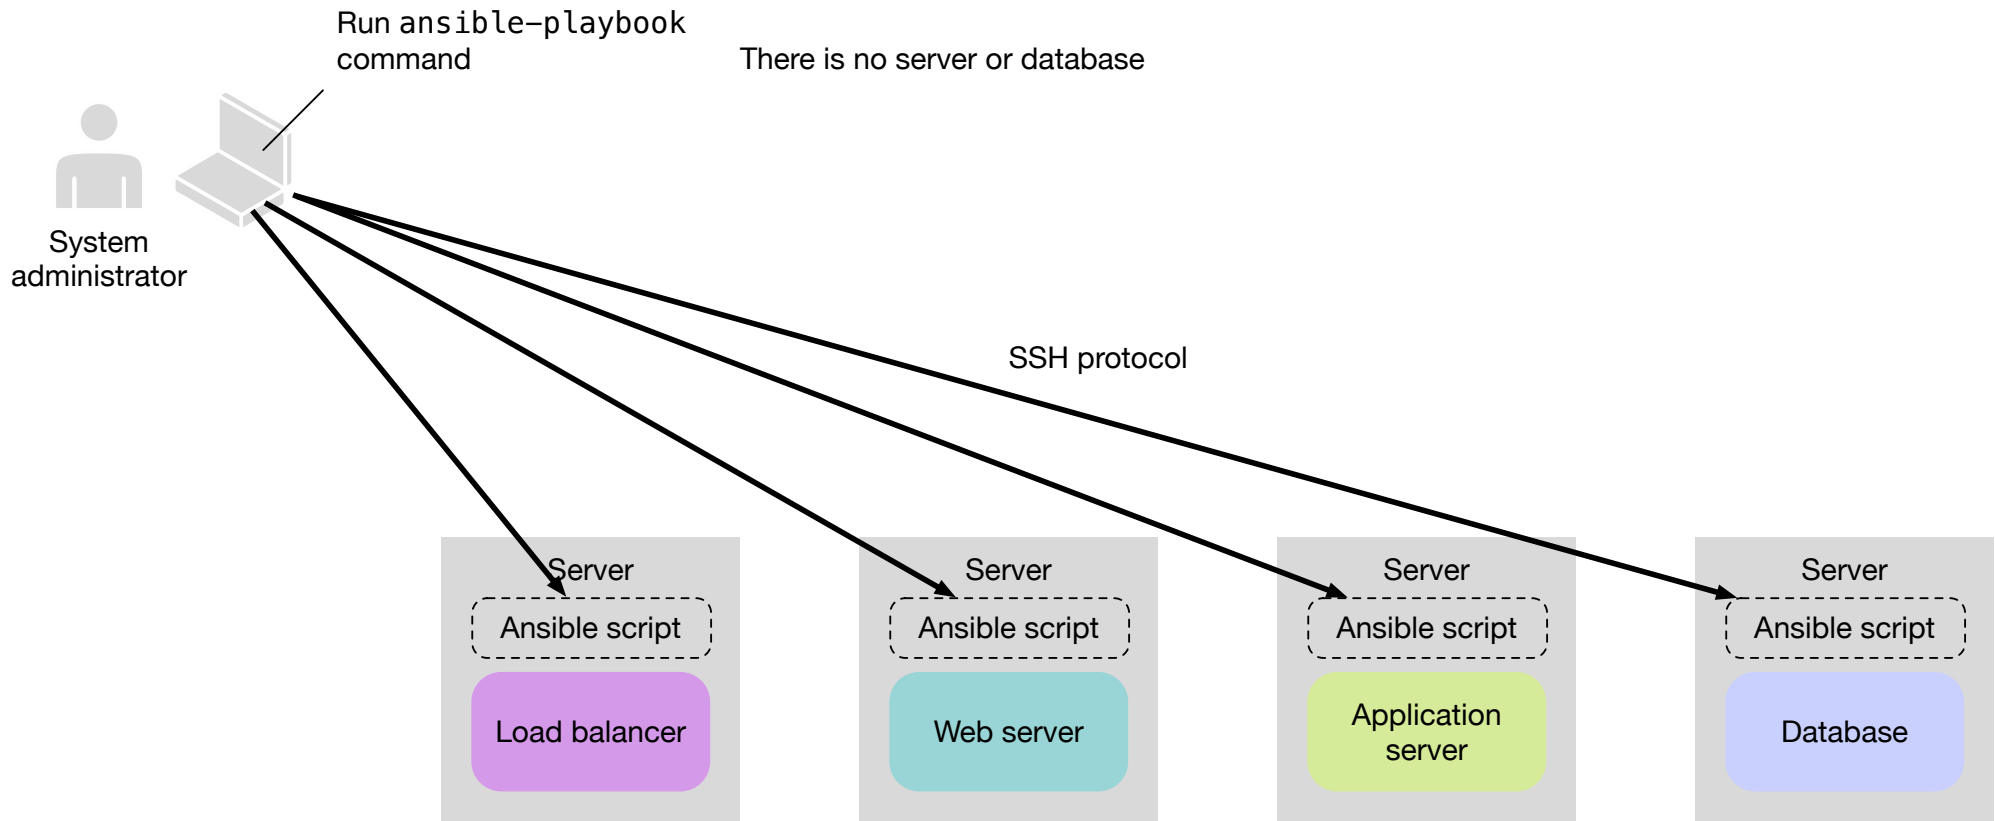 Run ansible-playbook
command
There is no server or database
System
administrator
SSH protocol
Server
Ansible script
Load balancer
Server
Ansible script
Web server
Server
Ansible script
Application
server
Server
Ansible script
Database